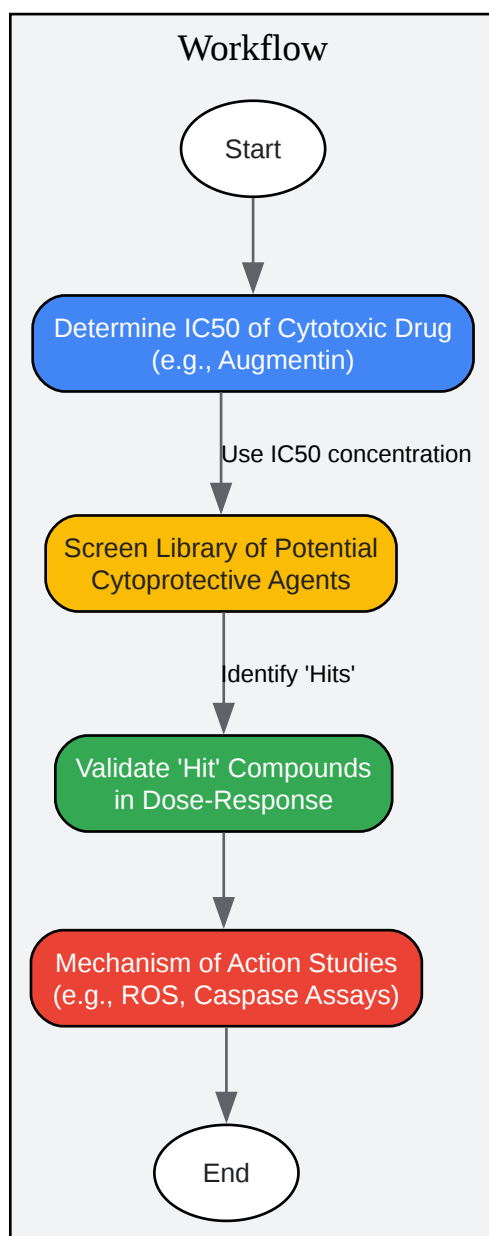 Workflow
Start
Determine IC50 of Cytotoxic Drug
(e.g., Augmentin)
Use IC50 concentration
Screen Library of Potential
Cytoprotective Agents
Identify 'Hits'
Validate 'Hit' Compounds
in Dose-Response
Mechanism of Action Studies
(e.g., ROS, Caspase Assays)
End